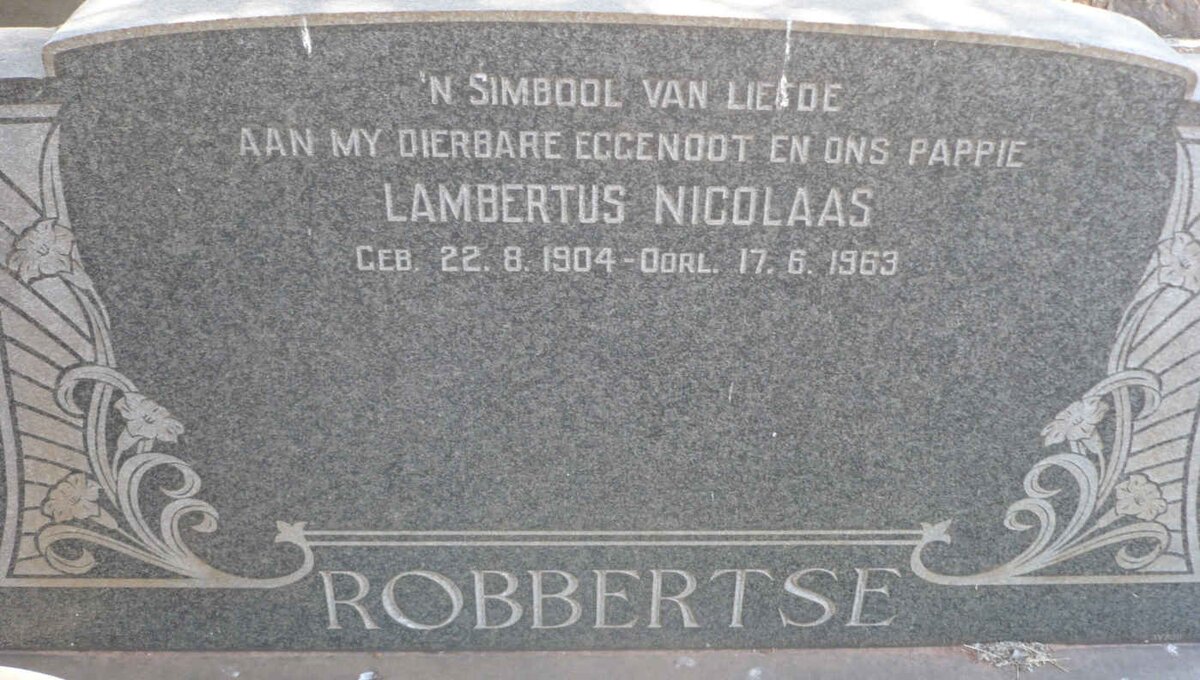 'N SIMBOOL VAN LIEFDE
AAN MY DIERBARE EGGENOOT EN ONS PAPPIE
LAMBERTUS NICOLAAS
GEB. 22. 8. 1904 - OORL. 17. 6. 1963
ROBBERTSE